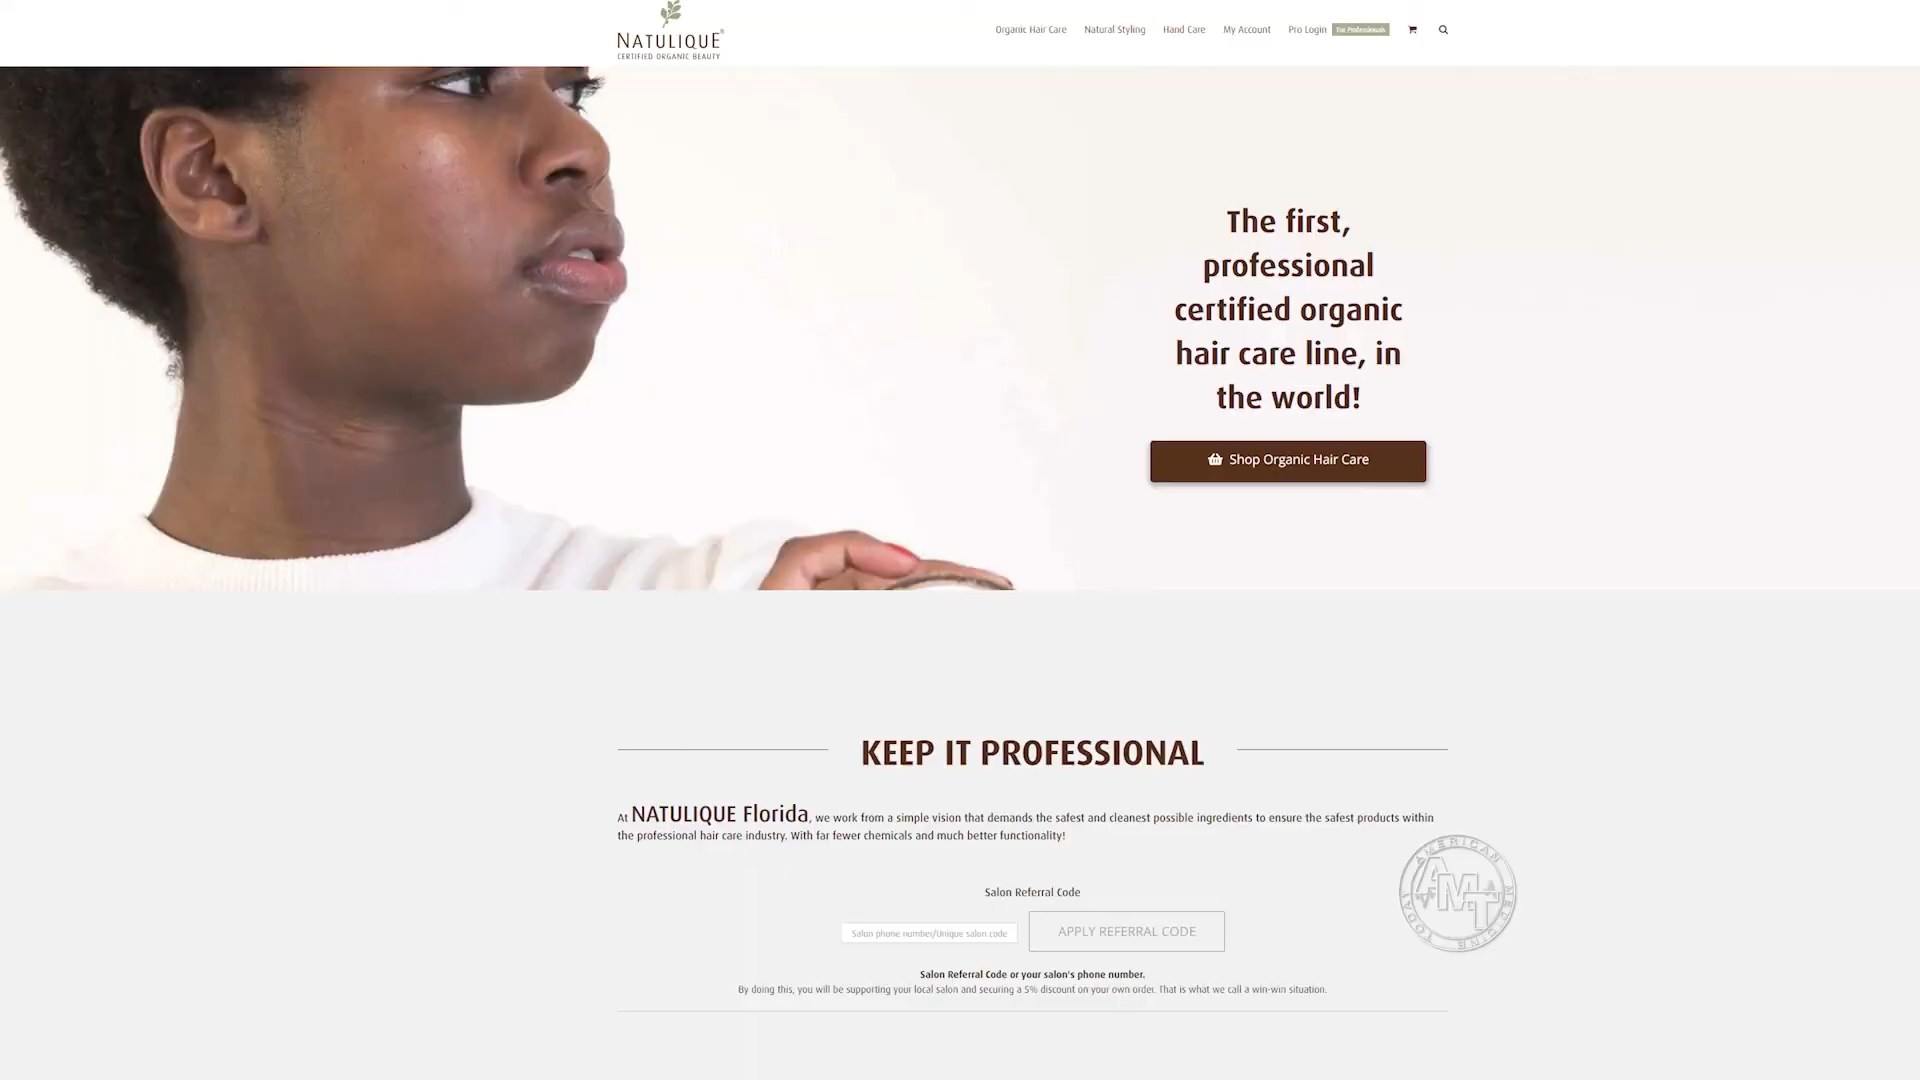 NATULIQUE®
CERTIFIED ORGANIC BEAUTY
Organic Hair Care
Natural Styling
Hand Care
My Account
Pro Login
For Professionals
The first,
professional
certified organic
hair care line, in
the world!
Shop Organic Hair Care
KEEP IT PROFESSIONAL
At NATULIQUE Florida, we work from a simple vision that demands the safest and cleanest possible ingredients to ensure the safest products within
the professional hair care industry. With far fewer chemicals and much better functionality!
Salon Referral Code
Salon phone number/Unique salon code
APPLY REFERRAL CODE
Salon Referral Code or your salon's phone number.
By doing this, you will be supporting your local salon and securing a 5% discount on your own order. That is what we call a win-win situation.
AMERICAN MEDICINE TODAY
AMT